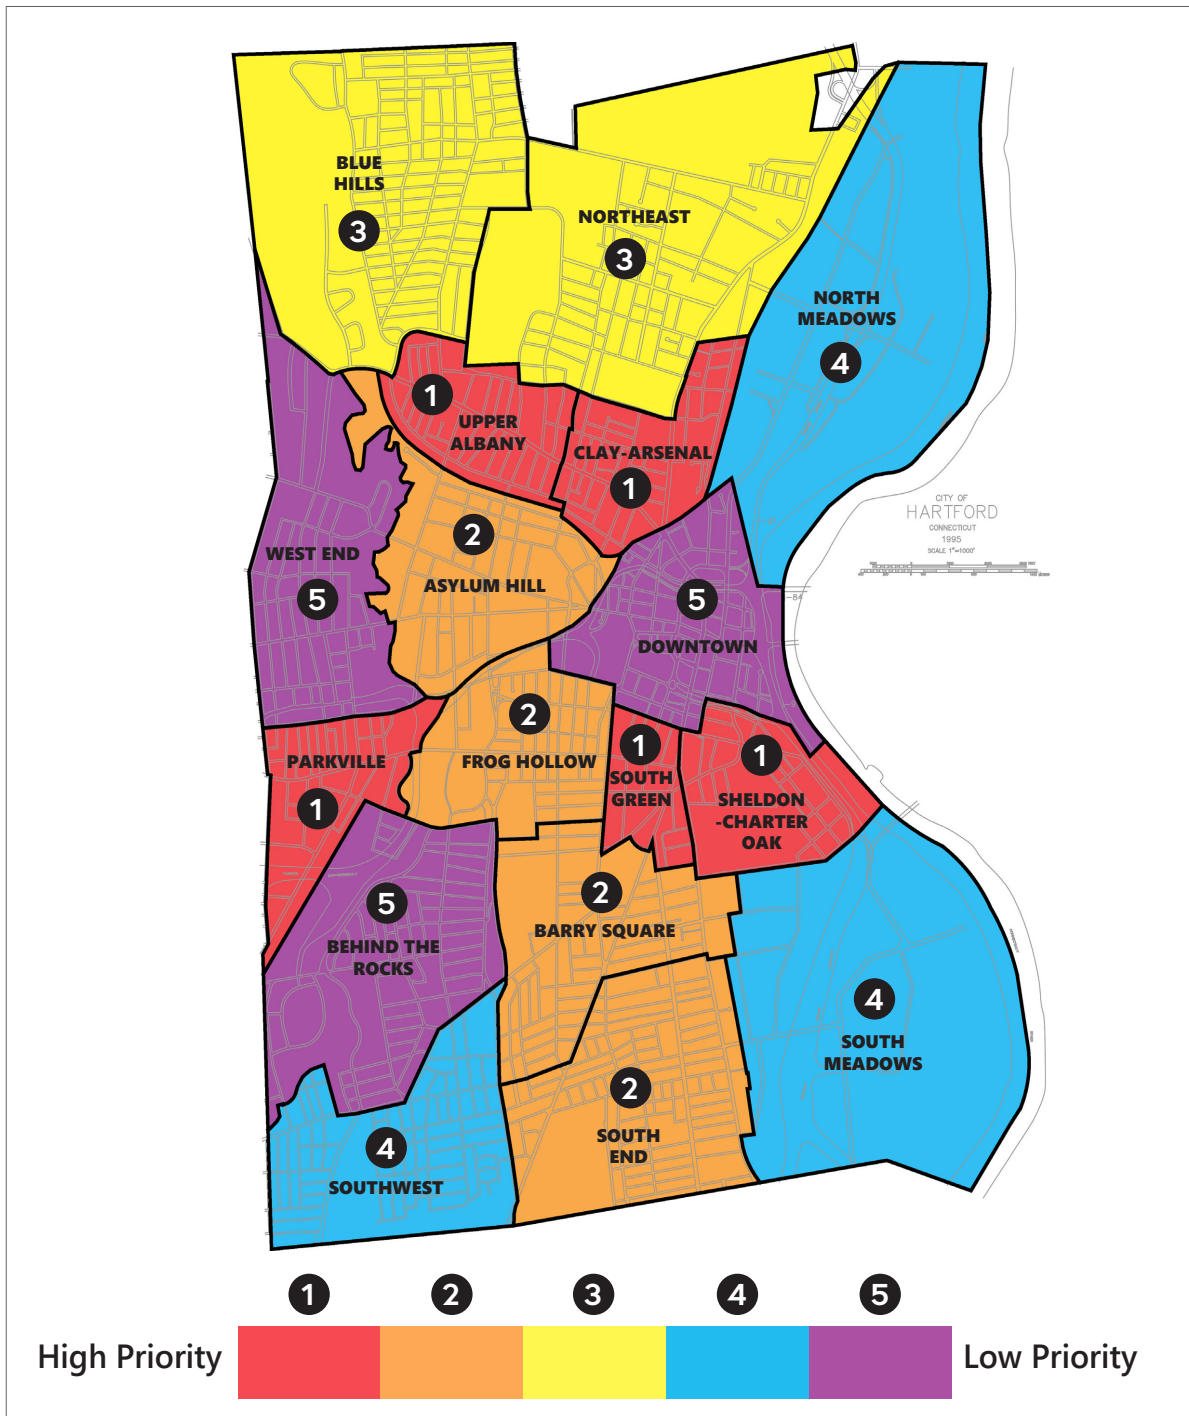 BLUE
HILLS
3
NORTHEAST
3
NORTH
MEADOWS
4
1
UPPER
ALBANY
CLAY-ARSENAL
1
CITY OF
HARTFORD
CONNECTICUT
1995
SCALE 1"=1000'
2
ASYLUM HILL
WEST END
5
5
DOWNTOWN
2
FROG HOLLOW
PARKVILLE
1
1
SOUTH
GREEN
1
SHELDON
-CHARTER
OAK
5
BEHIND THE
ROCKS
2
BARRY SQUARE
4
SOUTH
MEADOWS
2
SOUTH
END
4
SOUTHWEST
1 2 3 4 5
High Priority Low Priority